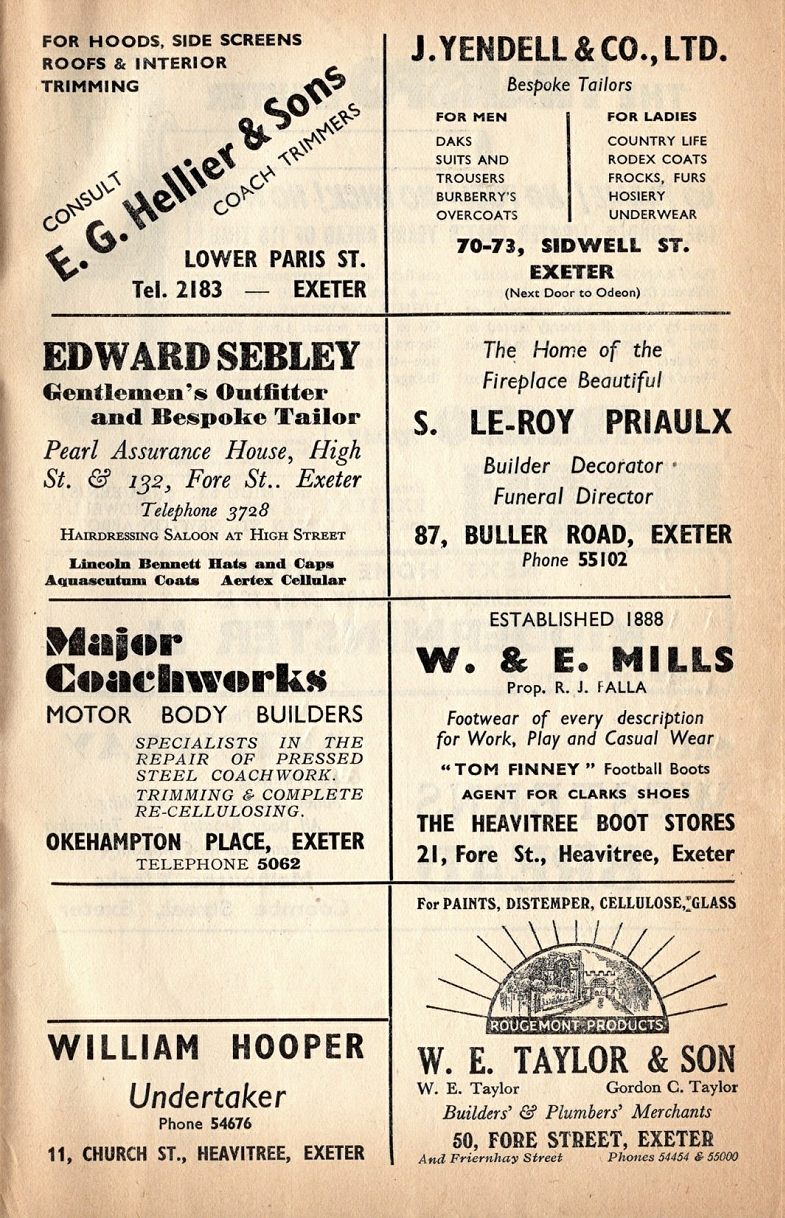 FOR HOODS, SIDE SCREENS
ROOFS & INTERIOR
TRIMMING
CONSULT
E. G. Hellier & Sons
COACH TRIMMERS
LOWER PARIS ST.
Tel. 2183 — EXETER
J. YENDELL & CO., LTD.
Bespoke Tailors
FOR MEN
DAKS
SUITS AND
TROUSERS
BURBERRY'S
OVERCOATS
FOR LADIES
COUNTRY LIFE
RODEX COATS
FROCKS, FURS
HOSIERY
UNDERWEAR
70-73, SIDWELL ST.
EXETER
(Next Door to Odeon)
EDWARD SEBLEY
Gentlemen's Outfitter
and Bespoke Tailor
Pearl Assurance House, High
St. & 132, Fore St.. Exeter
Telephone 3728
HAIRDRESSING SALOON AT HIGH STREET
Lincoln Bennett Hats and Caps
Aquascutum Coats Aertex Cellular
The Home of the
Fireplace Beautiful
S. LE-ROY PRIAULX
Builder Decorator
Funeral Director
87, BULLER ROAD, EXETER
Phone 55102
Major
Coachworks
MOTOR BODY BUILDERS
SPECIALISTS IN THE
REPAIR OF PRESSED
STEEL COACHWORK.
TRIMMING & COMPLETE
RE-CELLULOSING.
OKEHAMPTON PLACE, EXETER
TELEPHONE 5062
ESTABLISHED 1888
W. & E. MILLS
Prop. R. J. FALLA
Footwear of every description
for Work, Play and Casual Wear
"TOM FINNEY" Football Boots
AGENT FOR CLARKS SHOES
THE HEAVITREE BOOT STORES
21, Fore St., Heavitree, Exeter
WILLIAM HOOPER
Undertaker
Phone 54676
11, CHURCH ST., HEAVITREE, EXETER
For PAINTS, DISTEMPER, CELLULOSE, GLASS
ROUGEMONT PRODUCTS
W. E. TAYLOR & SON
W. E. Taylor Gordon C. Taylor
Builders' & Plumbers' Merchants
50, FORE STREET, EXETER
And Friernhay Street Phones 54454 & 55000